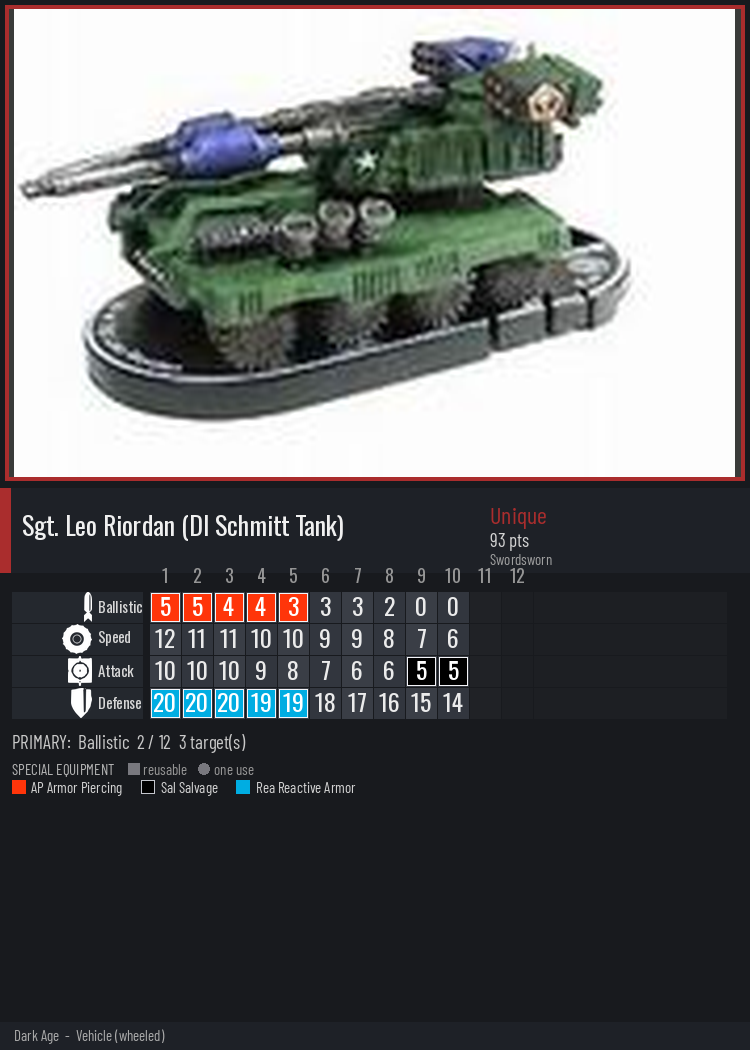 Sgt. Leo Riordan (DI Schmitt Tank)
Unique
93 pts
Swordsworn
1 2 3 4 5 6 7 8 9 10 11 12
Ballistic 5 5 4 4 3 3 3 2 0 0
Speed 12 11 11 10 10 9 9 8 7 6
Attack 10 10 10 9 8 7 6 6 5 5
Defense 20 20 20 19 19 18 17 16 15 14
PRIMARY: Ballistic 2 / 12 3 target(s)
SPECIAL EQUIPMENT reusable one use
AP Armor Piercing Sal Salvage Rea Reactive Armor
Dark Age - Vehicle (wheeled)